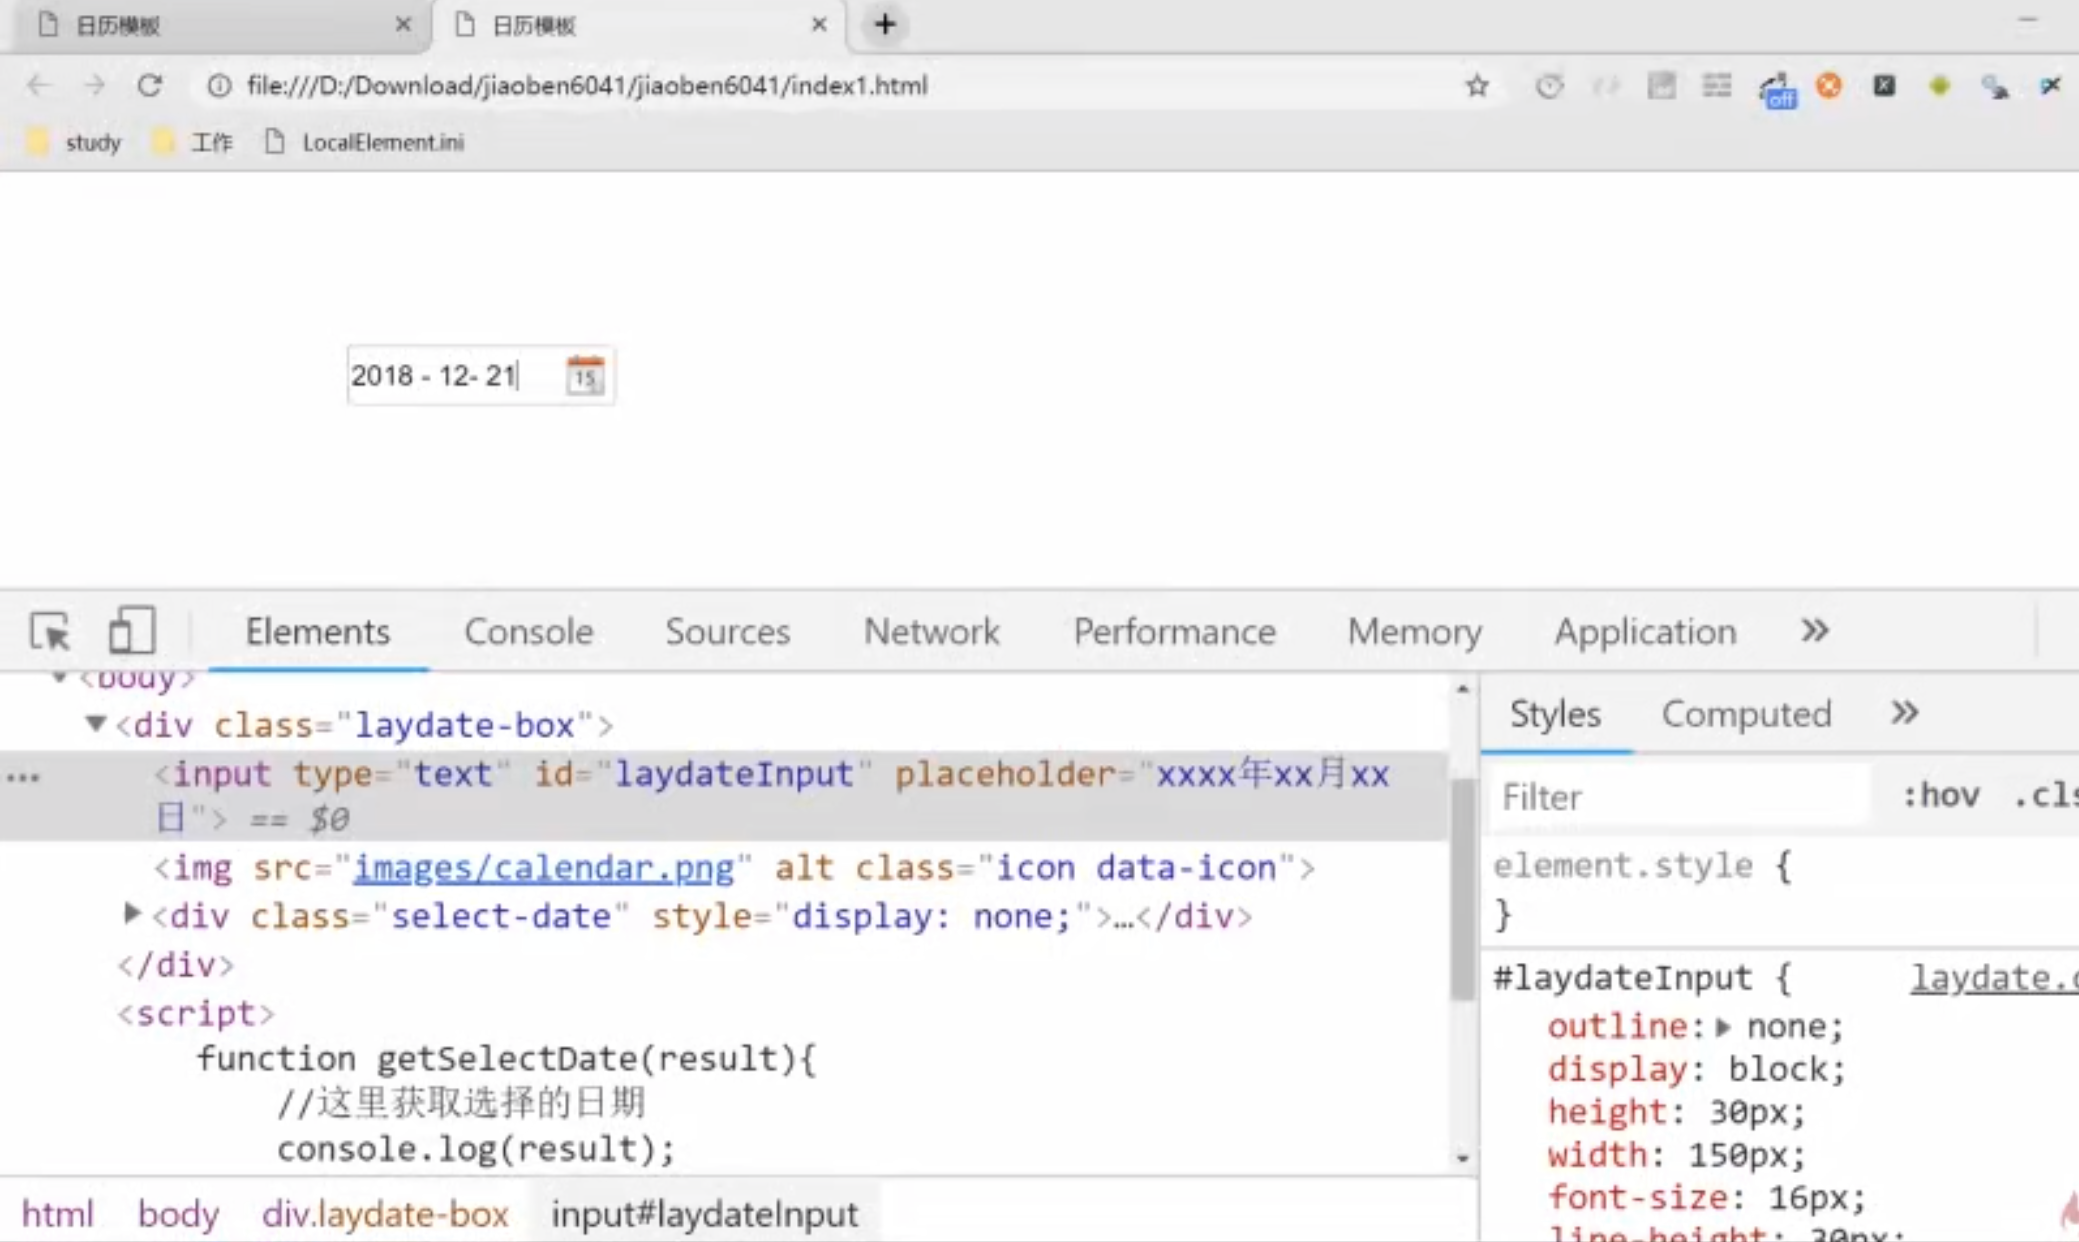 日历模板 日历模板
file:///D:/Download/jiaoben6041/jiaoben6041/index1.html
off
study 工作 LocalElement.ini
2018 - 12- 21
15
Elements Console Sources Network Performance Memory Application »
<body>
<div class="laydate-box">
<input type="text" id="laydateInput" placeholder="xxxx年xx月xx
日"> == $0
<img src="images/calendar.png" alt class="icon data-icon">
<div class="select-date" style="display: none;">…</div>
</div>
<script>
function getSelectDate(result){
//这里获取选择的日期
console.log(result);
html body div.laydate-box input#laydateInput
Styles Computed »
Filter :hov .cls
element.style {
}
#laydateInput { laydate.c
outline: none;
display: block;
height: 30px;
width: 150px;
font-size: 16px;
line-height: 30px;